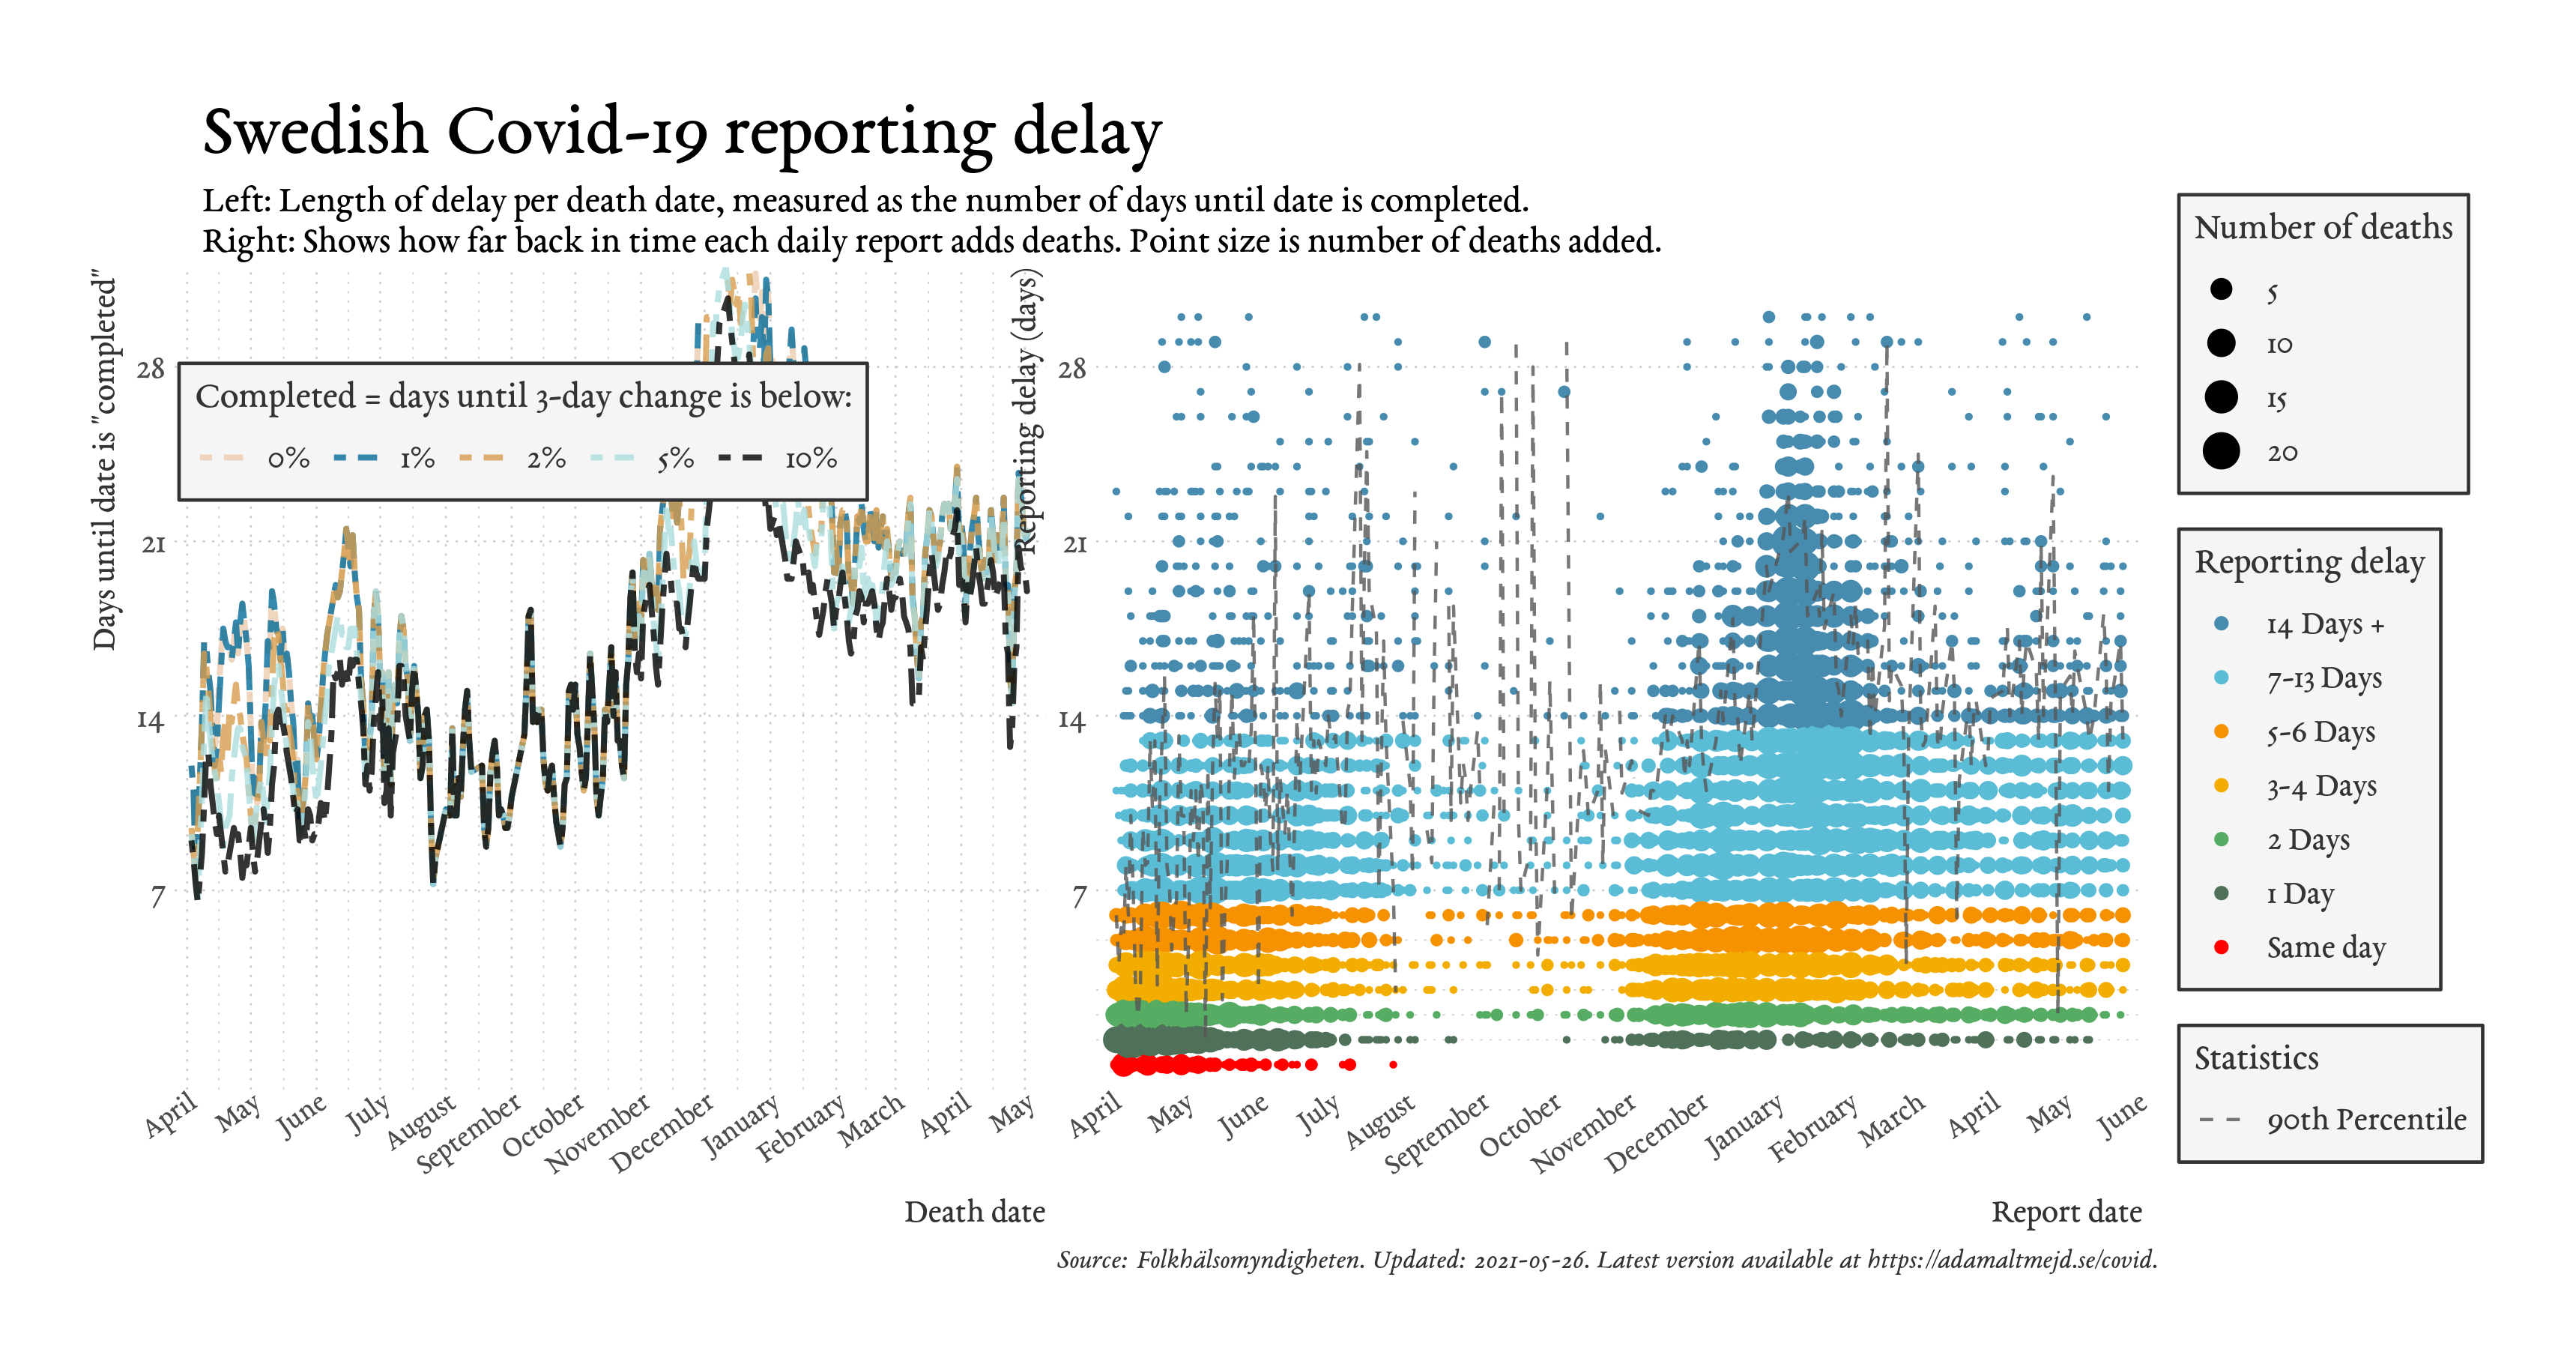 Swedish Covid-19 reporting delay
Left: Length of delay per death date, measured as the number of days until date is completed.
Right: Shows how far back in time each daily report adds deaths. Point size is number of deaths added.
Days until date is "completed"
28
21
14
7
Completed = days until 3-day change is below:
0% 1% 2% 5% 10%
April May June July August September October November December January February March April May
Death date
Reporting delay (days)
28
21
14
7
April May June July August September October November December January February March April May June
Report date
Number of deaths
5
10
15
20
Reporting delay
14 Days +
7-13 Days
5-6 Days
3-4 Days
2 Days
1 Day
Same day
Statistics
90th Percentile
Source: Folkhälsomyndigheten. Updated: 2021-05-26. Latest version available at https://adamaltmejd.se/covid.